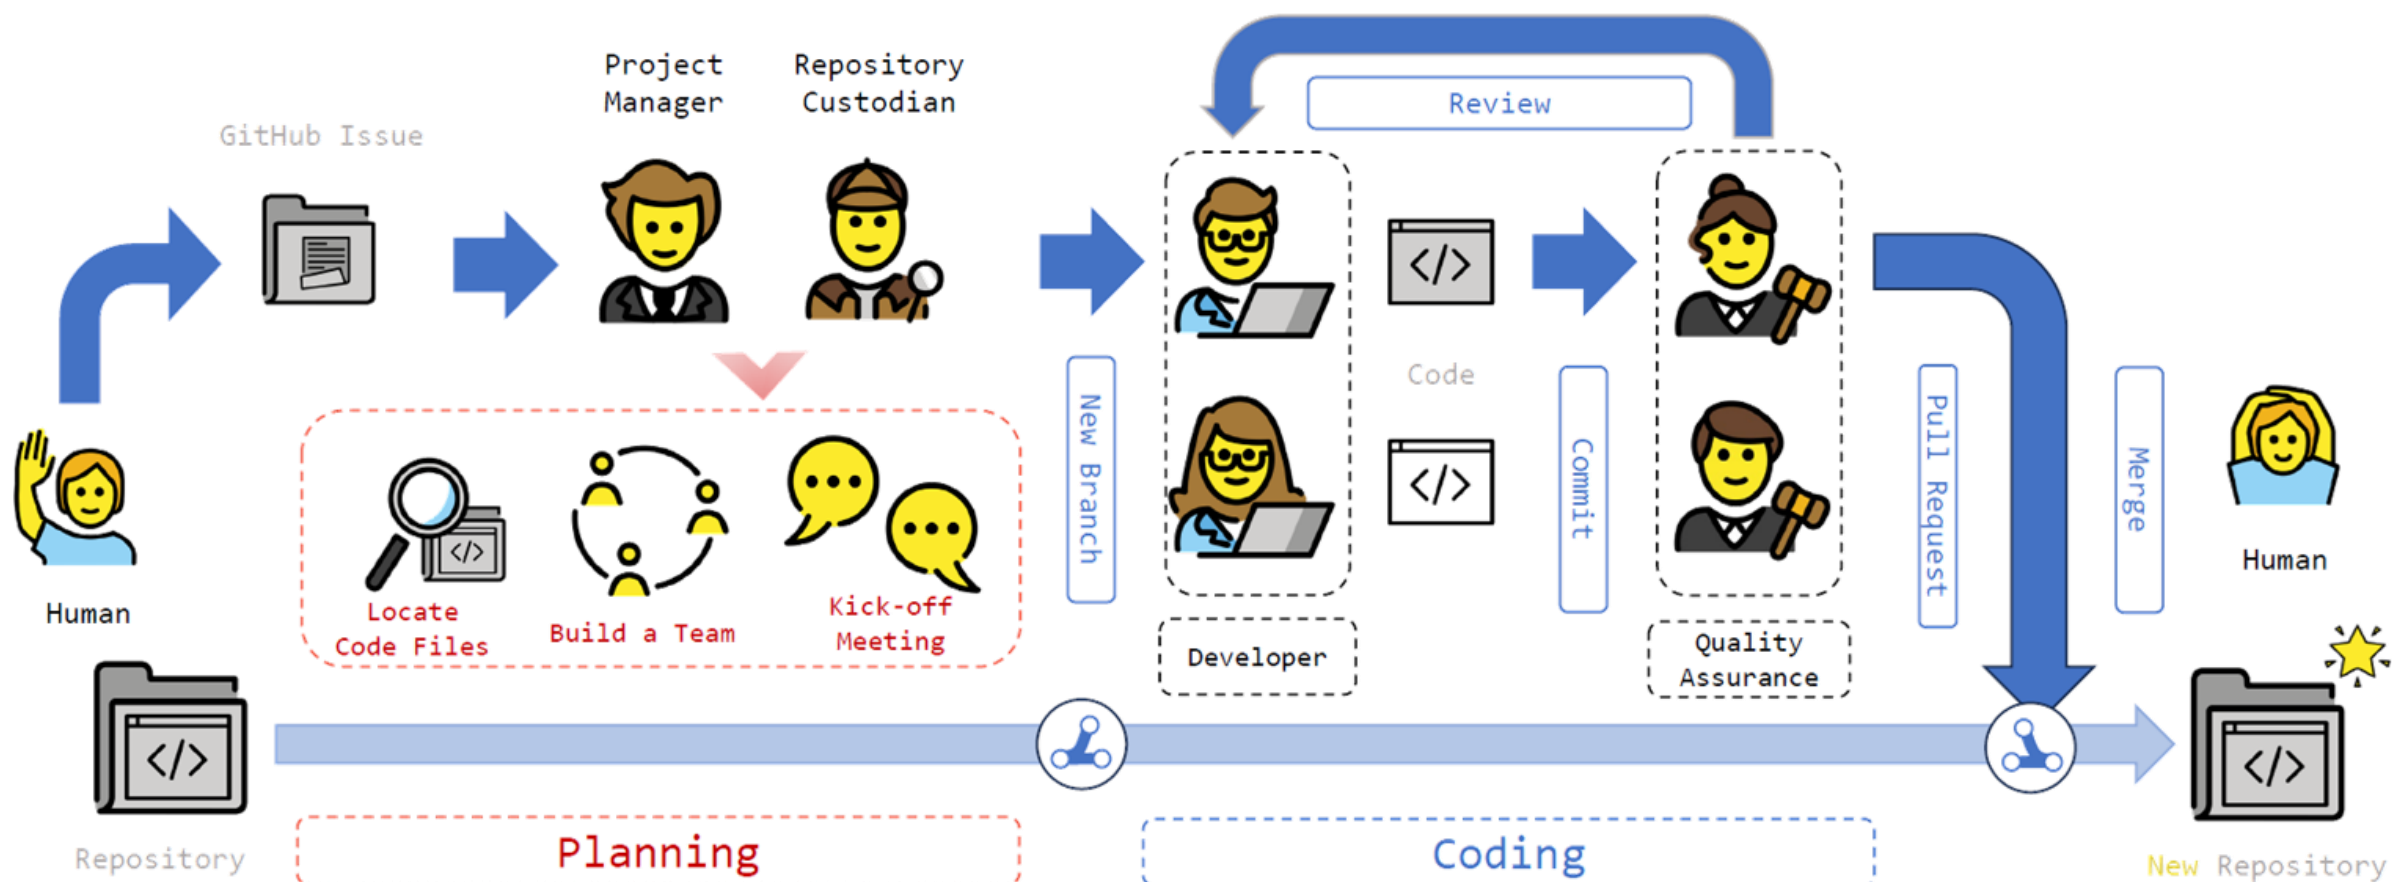 Project
Manager
Repository
Custodian
GitHub Issue
Review
Human
Locate
Code Files
Build a Team
Kick-off
Meeting
New Branch
Developer
Code
Commit
Quality
Assurance
Pull Request
Merge
Human
Repository
Planning
Coding
New Repository